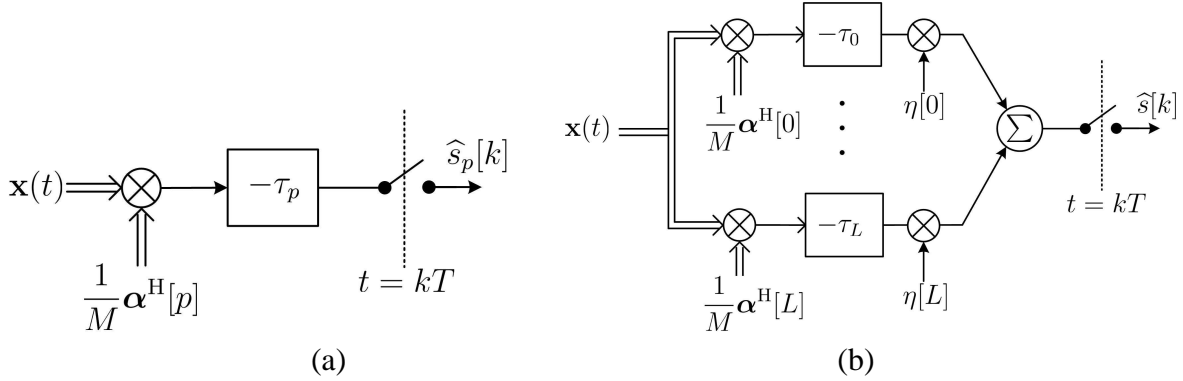 x(t)
1/M α^H[p]
−τ_p
ŝ_p[k]
t = kT
(a)
x(t)
1/M α^H[0]
−τ_0
η[0]
1/M α^H[L]
−τ_L
η[L]
Σ
ŝ[k]
t = kT
(b)